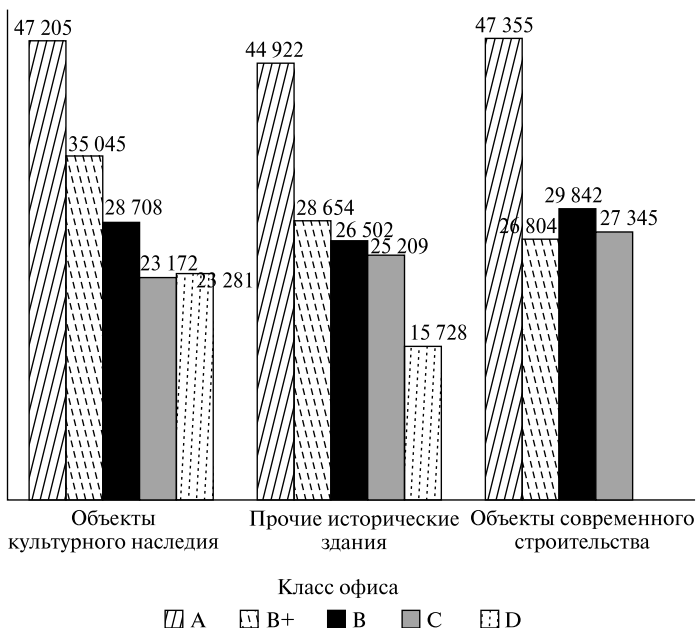 47 205
35 045
28 708
23 172
23 281
44 922
28 654
26 502
25 209
15 728
47 355
26 804
29 842
27 345
Объекты
культурного наследия
Прочие исторические
здания
Объекты современного
строительства
Класс офиса
A B+ B C D